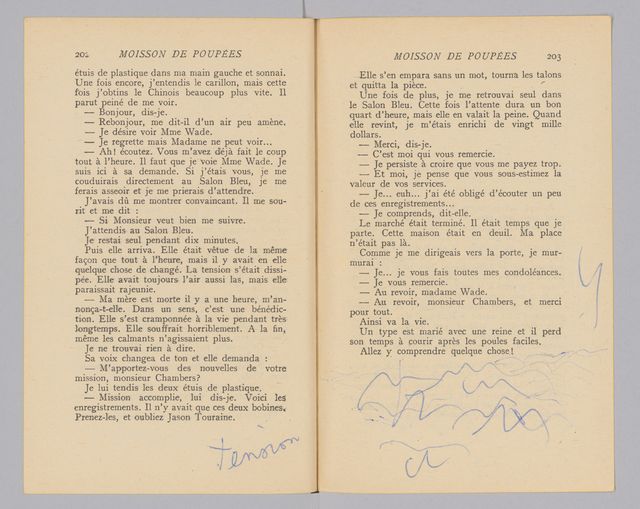 202 MOISSON DE POUPÉES
étuis de plastique dans ma main gauche et sonnai.
Une fois encore, j'entendis le carillon, mais cette
fois j'obtins le Chinois beaucoup plus vite. Il
parut peiné de me voir.
— Bonjour, dis-je.
— Rebonjour, me dit-il d'un air peu amène.
— Je désire voir Mme Wade.
— Je regrette mais Madame ne peut voir...
— Ah! écoutez. Vous m'avez déjà fait le coup
tout à l'heure. Il faut que je voie Mme Wade. Je
suis ici à sa demande. Si j'étais vous, je me
conduirais directement au Salon Bleu, je me
ferais asseoir et je me prierais d'attendre.
J'avais dû me montrer convaincant. Il me sou-
rit et me dit :
— Si Monsieur veut bien me suivre.
J'attendis au Salon Bleu.
Je restai seul pendant dix minutes.
Puis elle arriva. Elle était vêtue de la même
façon que tout à l'heure, mais il y avait en elle
quelque chose de changé. La tension s'était dissi-
pée. Elle avait toujours l'air aussi las, mais elle
paraissait rajeunie.
— Ma mère est morte il y a une heure, m'an-
nonça-t-elle. Dans un sens, c'est une bénédic-
tion. Elle s'est cramponnée à la vie pendant très
longtemps. Elle souffrait horriblement. A la fin,
même les calmants n'agissaient plus.
Je ne trouvai rien à dire.
Sa voix changea de ton et elle demanda :
— M'apportez-vous des nouvelles de votre
mission, monsieur Chambers?
Je lui tendis les deux étuis de plastique.
— Mission accomplie, lui dis-je. Voici les
enregistrements. Il n'y avait que ces deux bobines.
Prenez-les, et oubliez Jason Touraine.
tension
MOISSON DE POUPÉES 203
Elle s'en empara sans un mot, tourna les talons
et quitta la pièce.
Une fois de plus, je me retrouvai seul dans
le Salon Bleu. Cette fois l'attente dura un bon
quart d'heure, mais elle en valait la peine. Quand
elle revint, je m'étais enrichi de vingt mille
dollars.
— Merci, dis-je.
— C'est moi qui vous remercie.
— Je persiste à croire que vous me payez trop.
— Et moi, je pense que vous sous-estimez la
valeur de vos services.
— Je... euh... j'ai été obligé d'écouter un peu
de ces enregistrements...
— Je comprends, dit-elle.
Le marché était terminé. Il était temps que je
parte. Cette maison était en deuil. Ma place
n'était pas là.
Comme je me dirigeais vers la porte, je mur-
murai :
— Je... je vous fais toutes mes condoléances.
— Je vous remercie.
— Au revoir, madame Wade.
— Au revoir, monsieur Chambers, et merci
pour tout.
Ainsi va la vie.
Un type est marié avec une reine et il perd
son temps à courir après les poules faciles.
Allez y comprendre quelque chose!